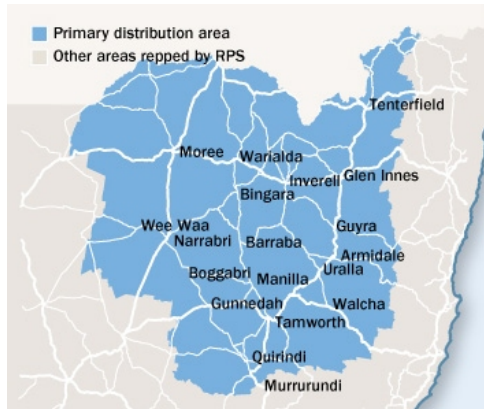 Primary distribution area
Other areas repped by RPS
Tenterfield
Moree
Warialda
Inverell
Glen Innes
Bingara
Wee Waa
Guyra
Narrabri
Barraba
Armidale
Boggabri
Manilla
Uralla
Gunnedah
Walcha
Tamworth
Quirindi
Murrurundi